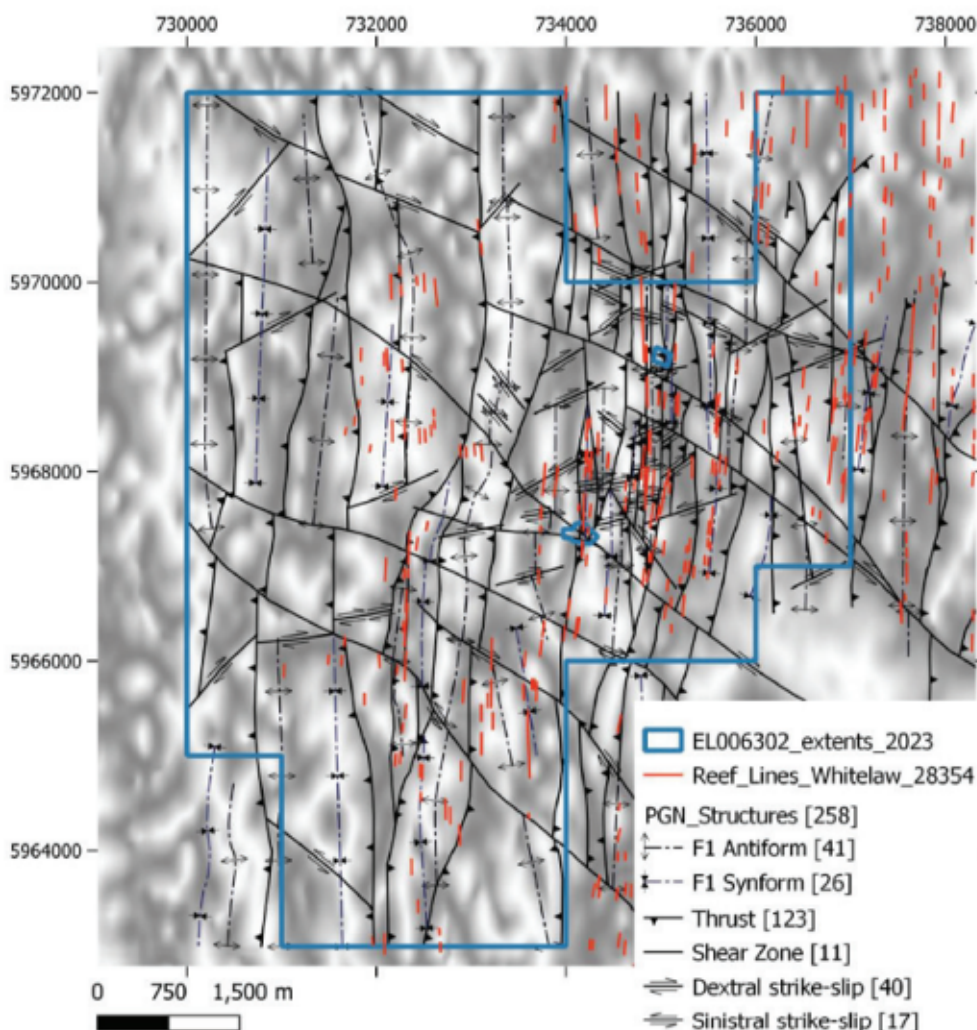 730000 732000 734000 736000 738000
5972000
5970000
5968000
5966000
5964000
EL006302_extents_2023
Reef_Lines_Whitelaw_28354
PGN_Structures [258]
F1 Antiform [41]
F1 Synform [26]
Thrust [123]
Shear Zone [11]
Dextral strike-slip [40]
Sinistral strike-slip [17]
0 750 1,500 m